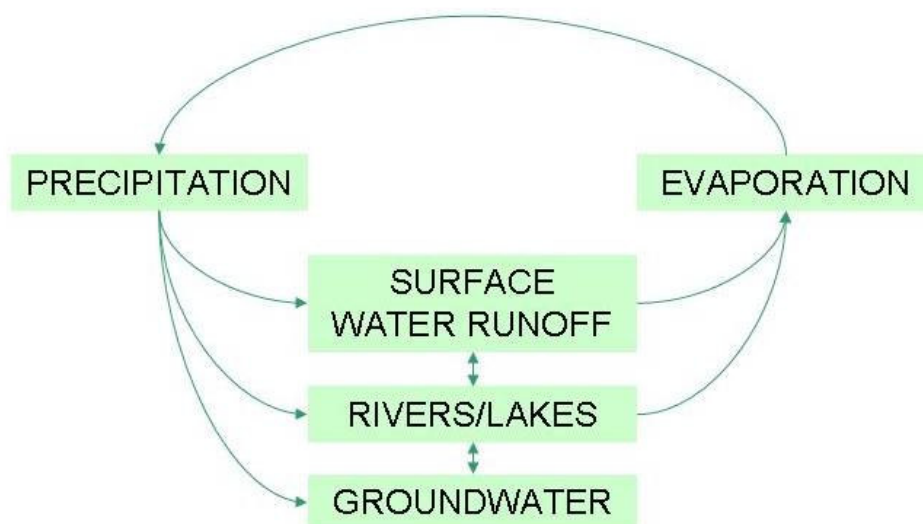 PRECIPITATION
EVAPORATION
SURFACE
WATER RUNOFF
RIVERS/LAKES
GROUNDWATER